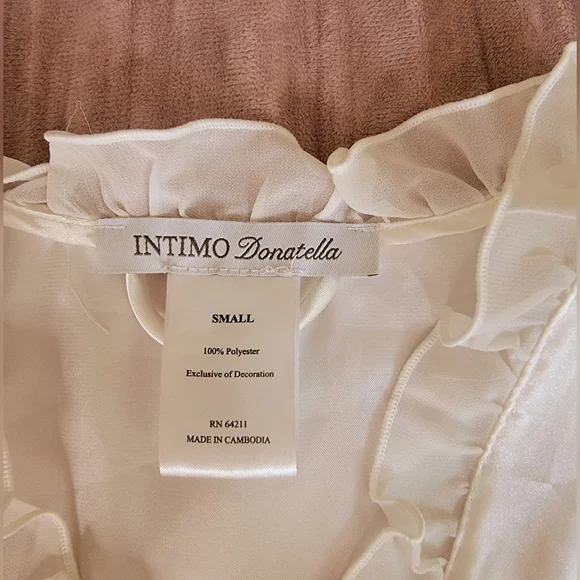 INTIMO Donatella
SMALL
100% Polyester
Exclusive of Decoration
RN 64211
MADE IN CAMBODIA